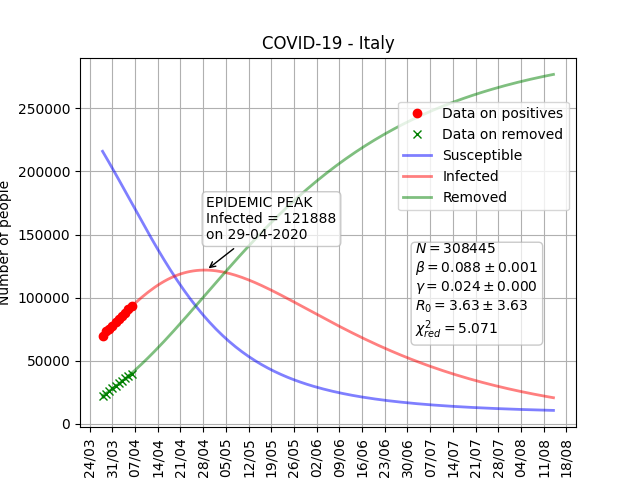 COVID-19 - Italy
Number of people
250000
200000
150000
100000
50000
0
Data on positives
Data on removed
Susceptible
Infected
Removed
EPIDEMIC PEAK
Infected = 121888
on 29-04-2020
N = 308445
β = 0.088 ± 0.001
γ = 0.024 ± 0.000
R₀ = 3.63 ± 3.63
χ²red = 5.071
24/03
31/03
07/04
14/04
21/04
28/04
05/05
12/05
19/05
26/05
02/06
09/06
16/06
23/06
30/06
07/07
14/07
21/07
28/07
04/08
11/08
18/08